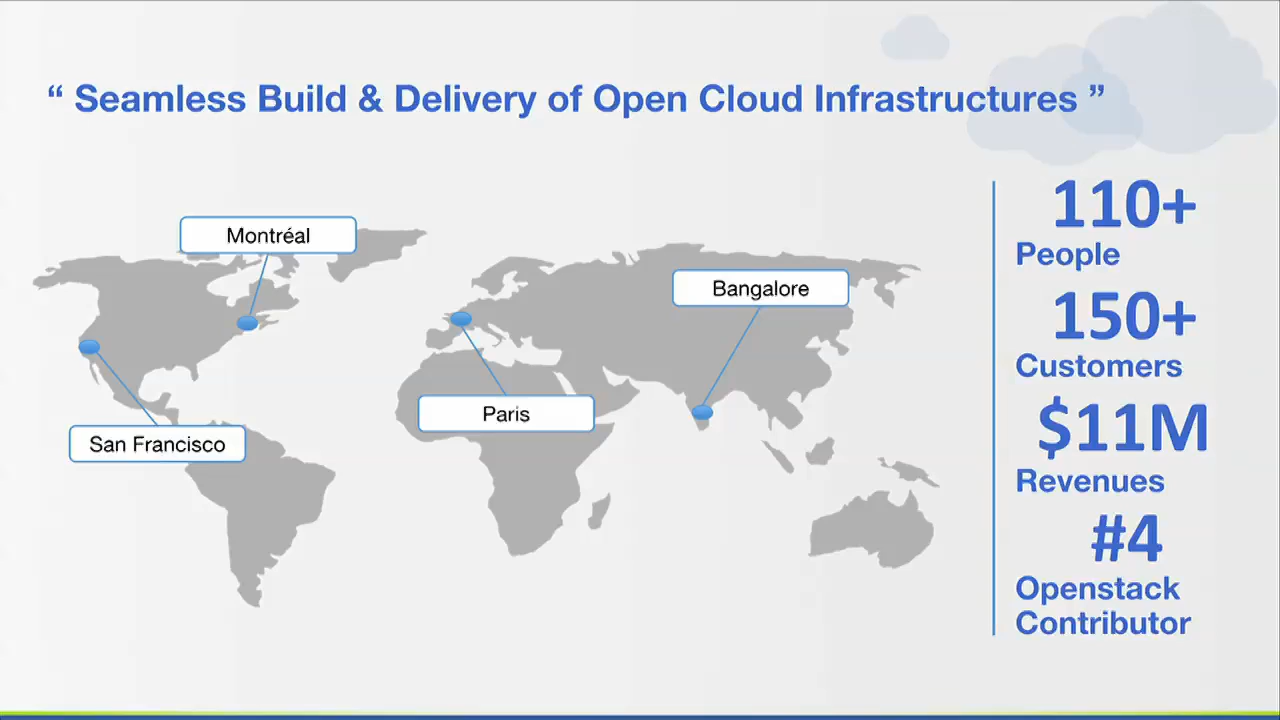 “ Seamless Build & Delivery of Open Cloud Infrastructures ”
Montréal
Bangalore
Paris
San Francisco
110+
People
150+
Customers
$11M
Revenues
#4
Openstack
Contributor